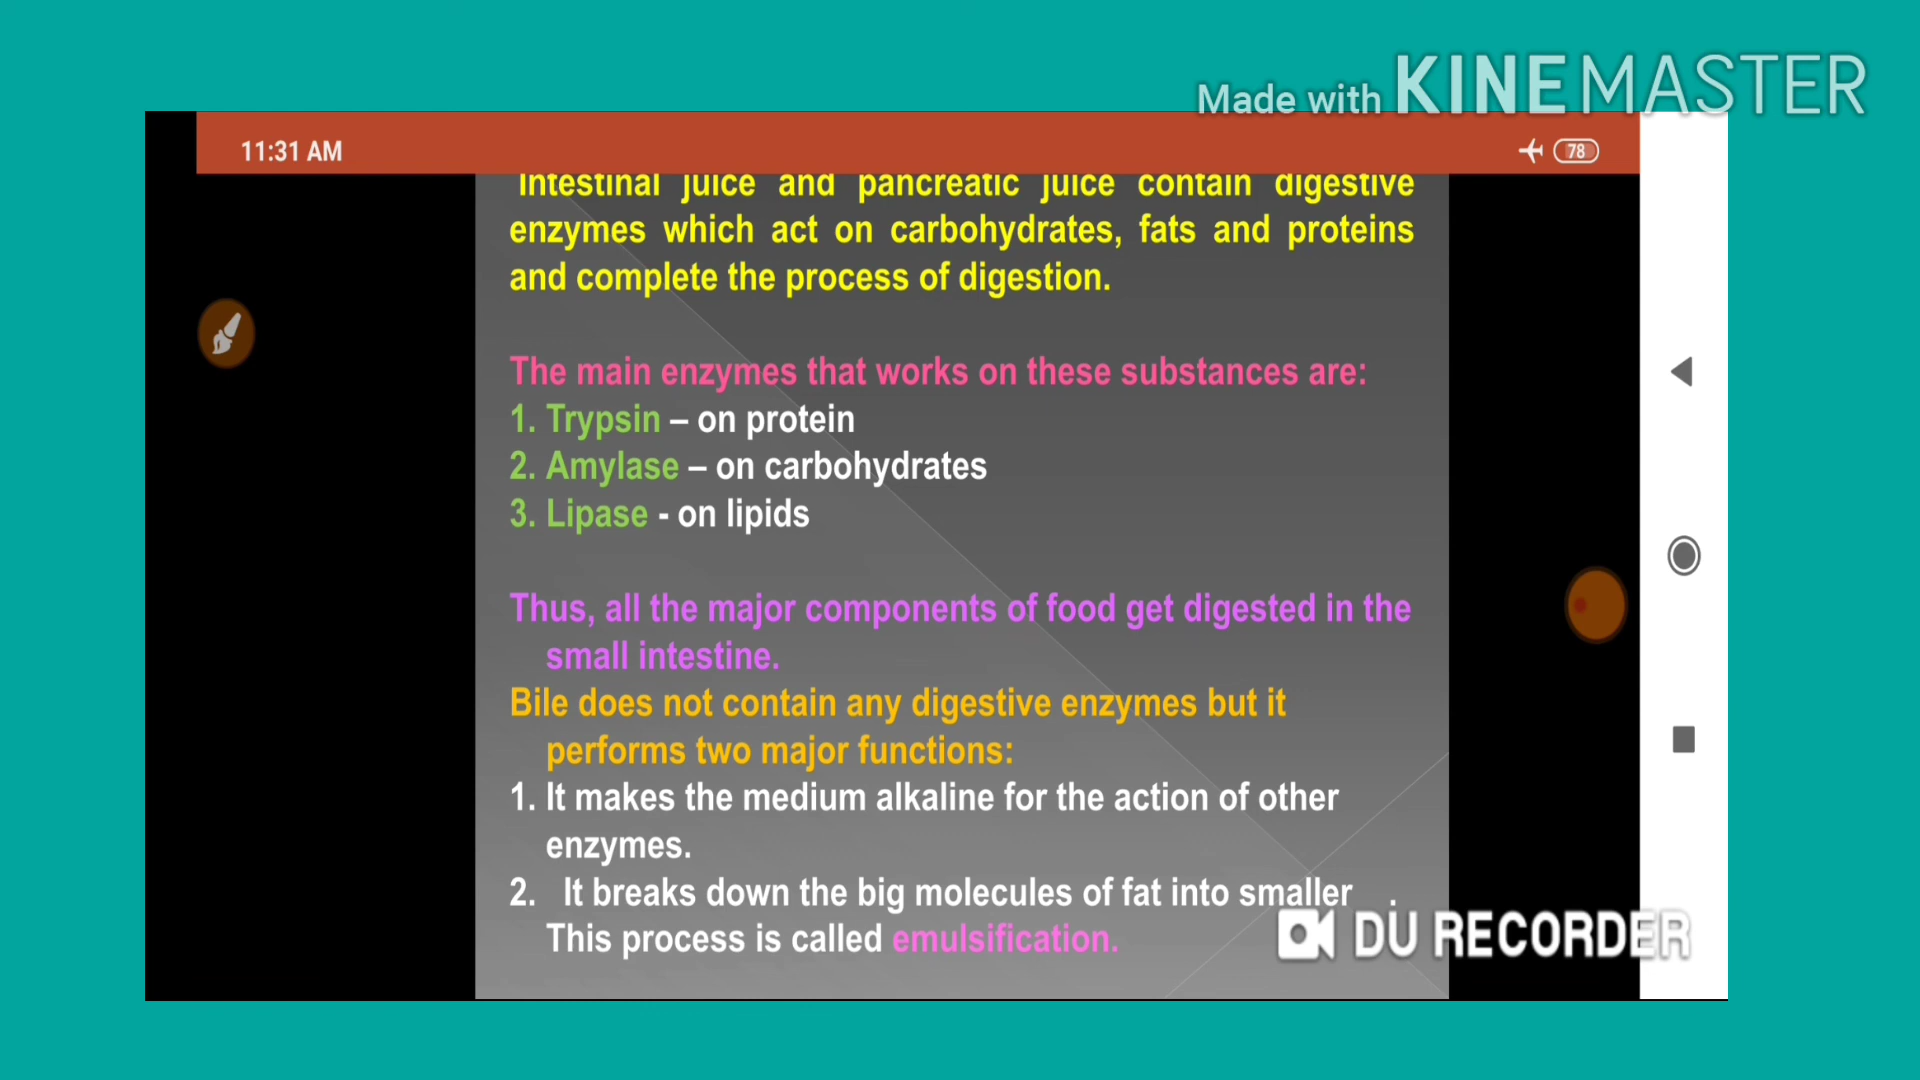 Made with KINEMASTER
11:31 AM
78
Intestinal juice and pancreatic juice contain digestive
enzymes which act on carbohydrates, fats and proteins
and complete the process of digestion.
The main enzymes that works on these substances are:
1. Trypsin – on protein
2. Amylase – on carbohydrates
3. Lipase - on lipids
Thus, all the major components of food get digested in the
small intestine.
Bile does not contain any digestive enzymes but it
performs two major functions:
1. It makes the medium alkaline for the action of other
enzymes.
2. It breaks down the big molecules of fat into smaller .
This process is called emulsification.
DU RECORDER